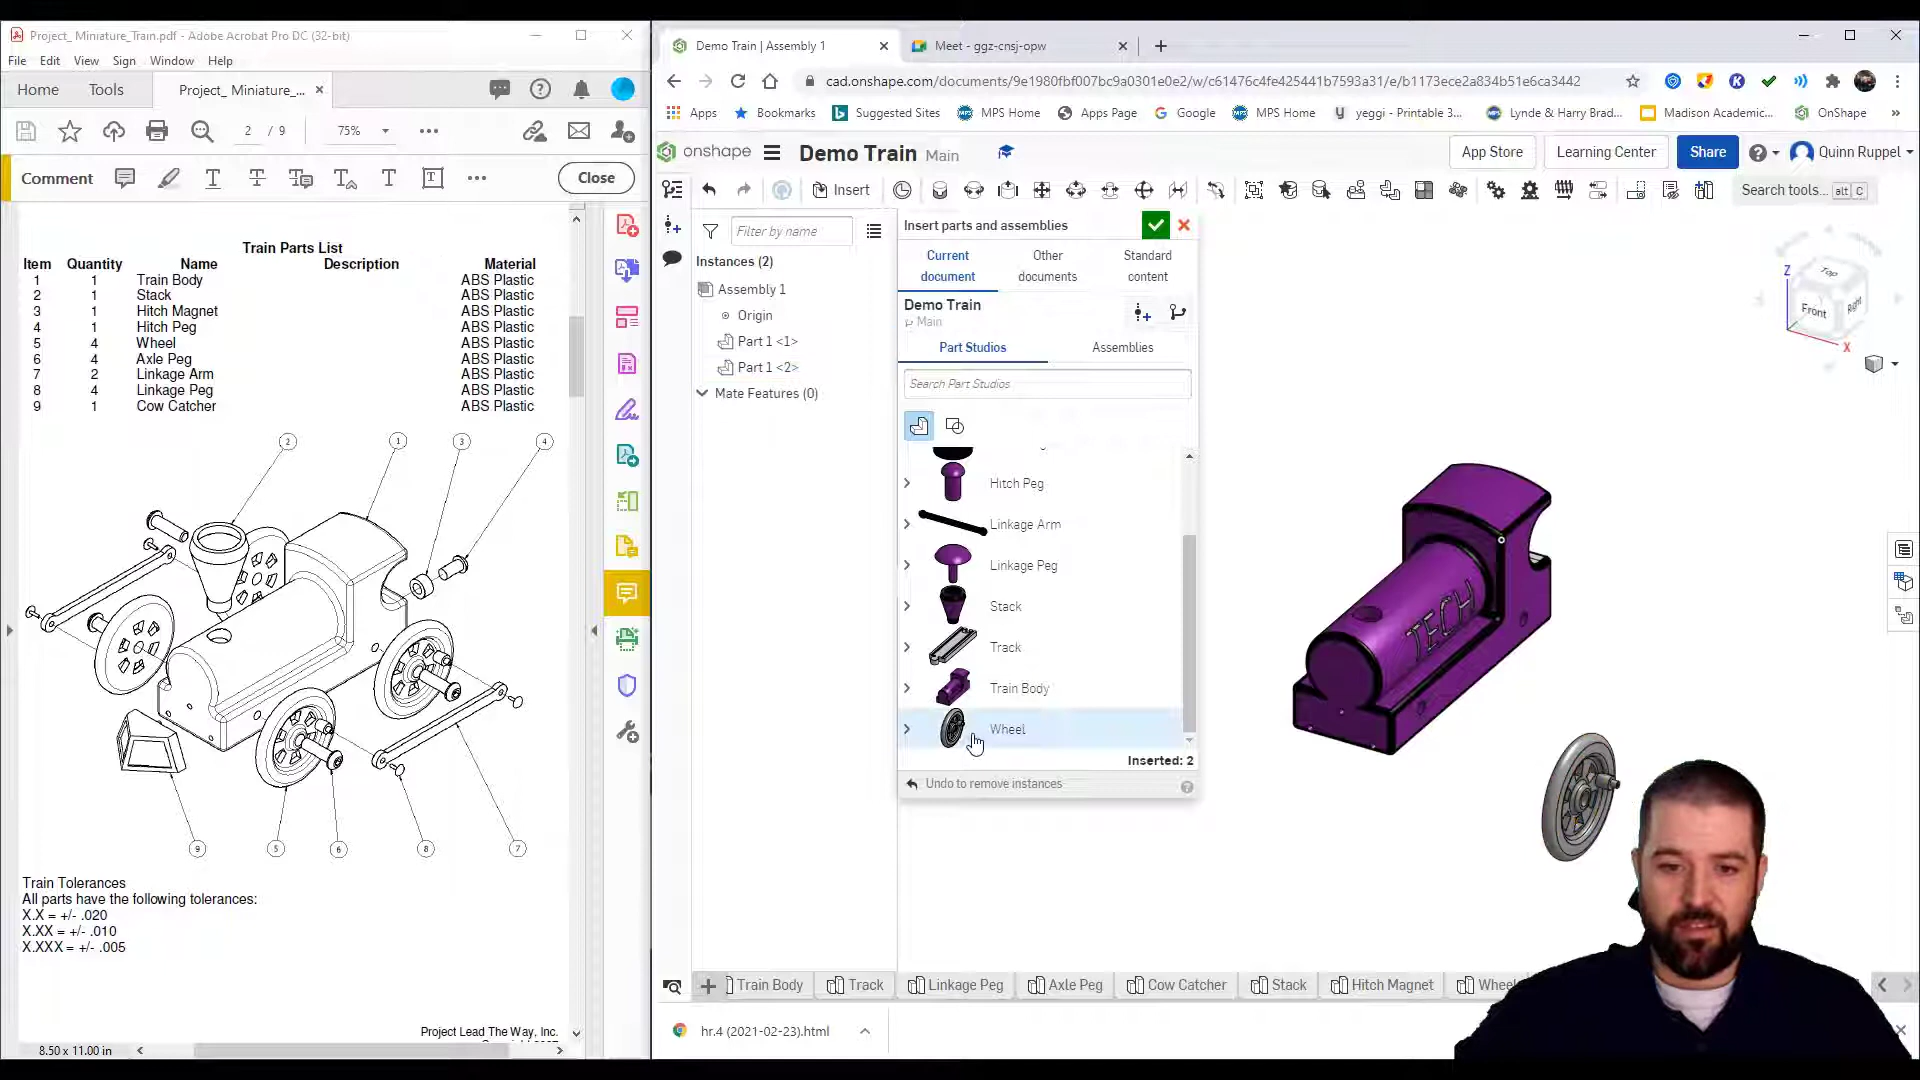 Project_ Miniature_Train.pdf - Adobe Acrobat Pro DC (32-bit)
File Edit View Sign Window Help
Home Tools Project_ Miniature_...
2 / 9 75%
Comment Close
Train Parts List
Item Quantity Name Description Material
1 1 Train Body ABS Plastic
2 1 Stack ABS Plastic
3 1 Hitch Magnet ABS Plastic
4 1 Hitch Peg ABS Plastic
5 4 Wheel ABS Plastic
6 4 Axle Peg ABS Plastic
7 2 Linkage Arm ABS Plastic
8 4 Linkage Peg ABS Plastic
9 1 Cow Catcher ABS Plastic
2 1 3 4
9 5 6 8 7
Train Tolerances
All parts have the following tolerances:
X.X = +/- .020
X.XX = +/- .010
X.XXX = +/- .005
Project Lead The Way, Inc.
8.50 x 11.00 in
Demo Train | Assembly 1 Meet - ggz-cnsj-opw
cad.onshape.com/documents/9e1980fbf007bc9a0301e0e2/w/c61476c4fe425441b7593a31/e/b1173ece2a834b51e6ca3442
Apps Bookmarks Suggested Sites MPS Home Apps Page Google MPS Home yeggi - Printable 3... Lynde & Harry Brad... Madison Academic... OnShape »
onshape Demo Train Main App Store Learning Center Share Quinn Ruppel
Insert Search tools... alt C
Filter by name
Instances (2)
Assembly 1
Origin
Part 1 <1>
Part 1 <2>
Mate Features (0)
Insert parts and assemblies
Current document
Other documents
Standard content
Demo Train
Main
Part Studios Assemblies
Search Part Studios
Hitch Peg
Linkage Arm
Linkage Peg
Stack
Track
Train Body
Wheel
Inserted: 2
Undo to remove instances
TECH
Z Top
Front Right
X
Train Body Track Linkage Peg Axle Peg Cow Catcher Stack Hitch Magnet Wheel
hr.4 (2021-02-23).html